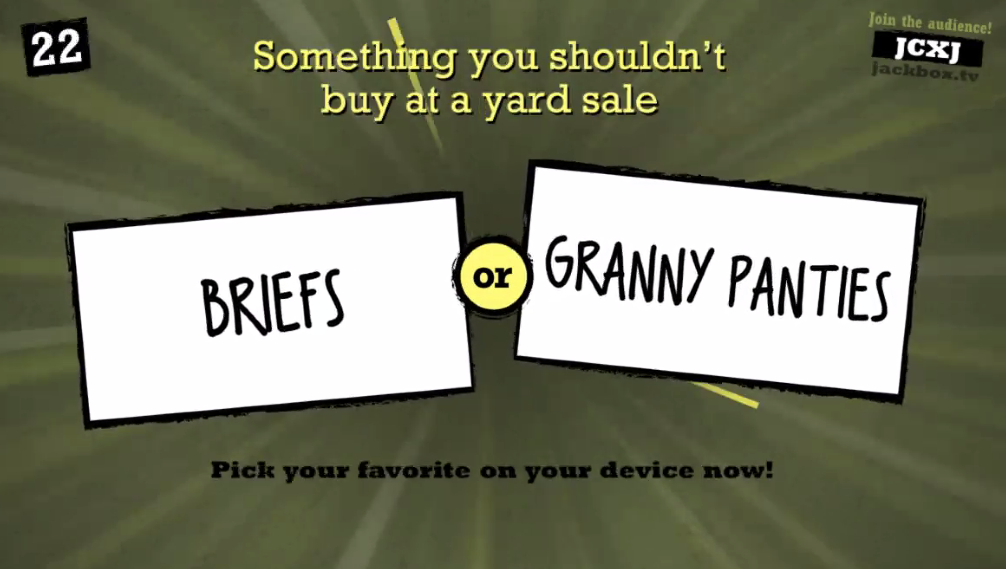 22
Join the audience!
JCXJ
jackbox.tv
Something you shouldn't
buy at a yard sale
BRIEFS
or
GRANNY PANTIES
Pick your favorite on your device now!